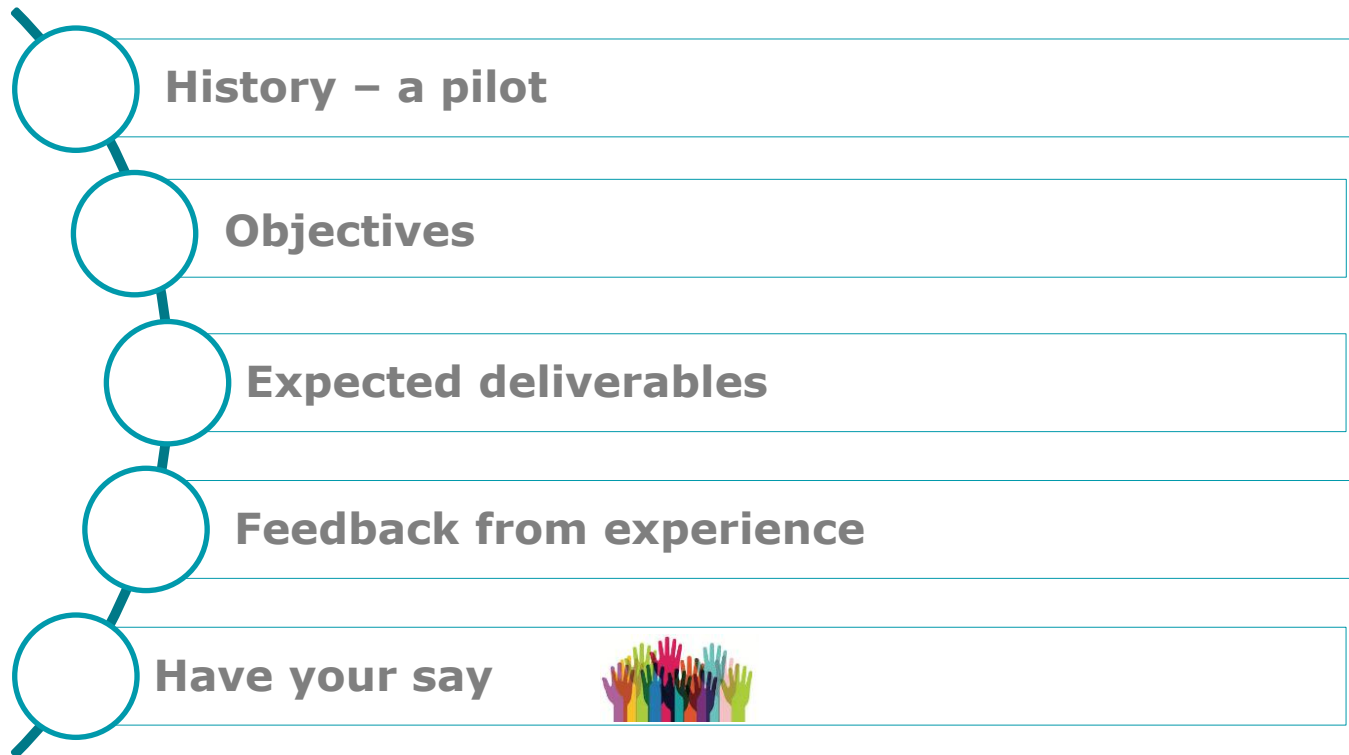 History – a pilot
Objectives
Expected deliverables
Feedback from experience
Have your say